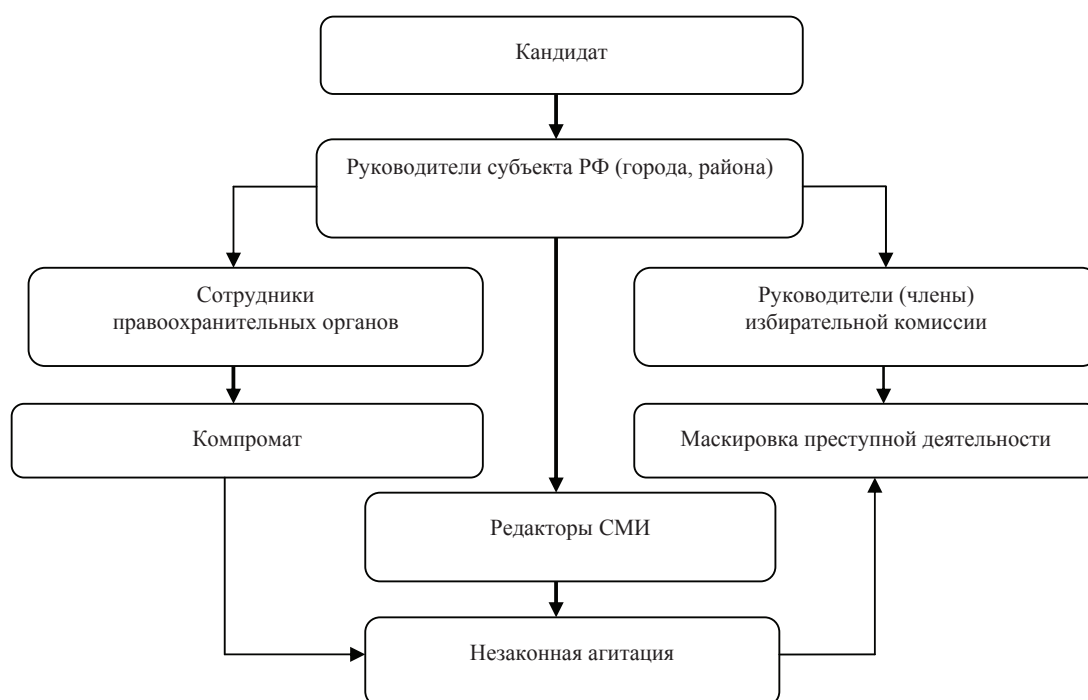 Кандидат
Руководители субъекта РФ (города, района)
Сотрудники
правоохранительных органов
Руководители (члены)
избирательной комиссии
Компромат
Маскировка преступной деятельности
Редакторы СМИ
Незаконная агитация